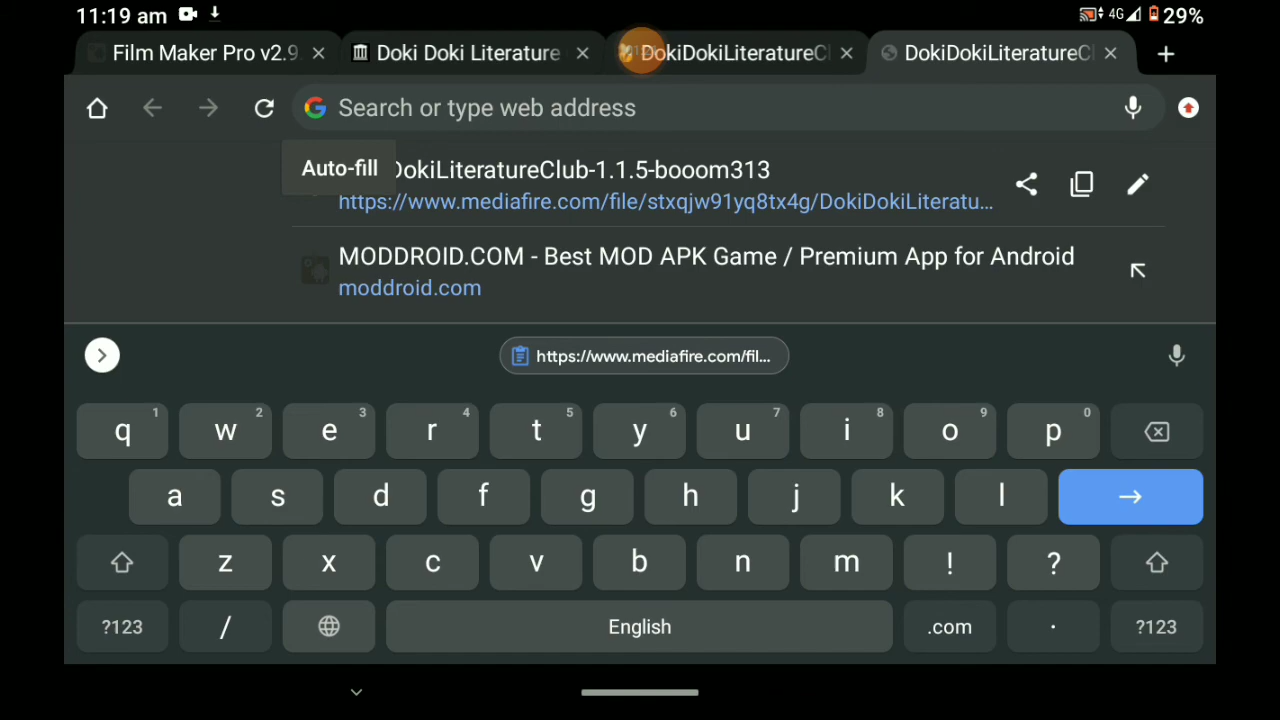 11:19 am 4G 29%
Film Maker Pro v2.9 Doki Doki Literature DokiDokiLiteratureCl DokiDokiLiteratureCl
Search or type web address
Auto-fill DokiLiteratureClub-1.1.5-booom313
https://www.mediafire.com/file/stxqjw91yq8tx4g/DokiDokiLiteratu...
MODDROID.COM - Best MOD APK Game / Premium App for Android
moddroid.com
https://www.mediafire.com/fil...
q 1 w 2 e 3 r 4 t 5 y 6 u 7 i 8 o 9 p 0
a s d f g h j k l
z x c v b n m ! ?
?123 / English .com . ?123